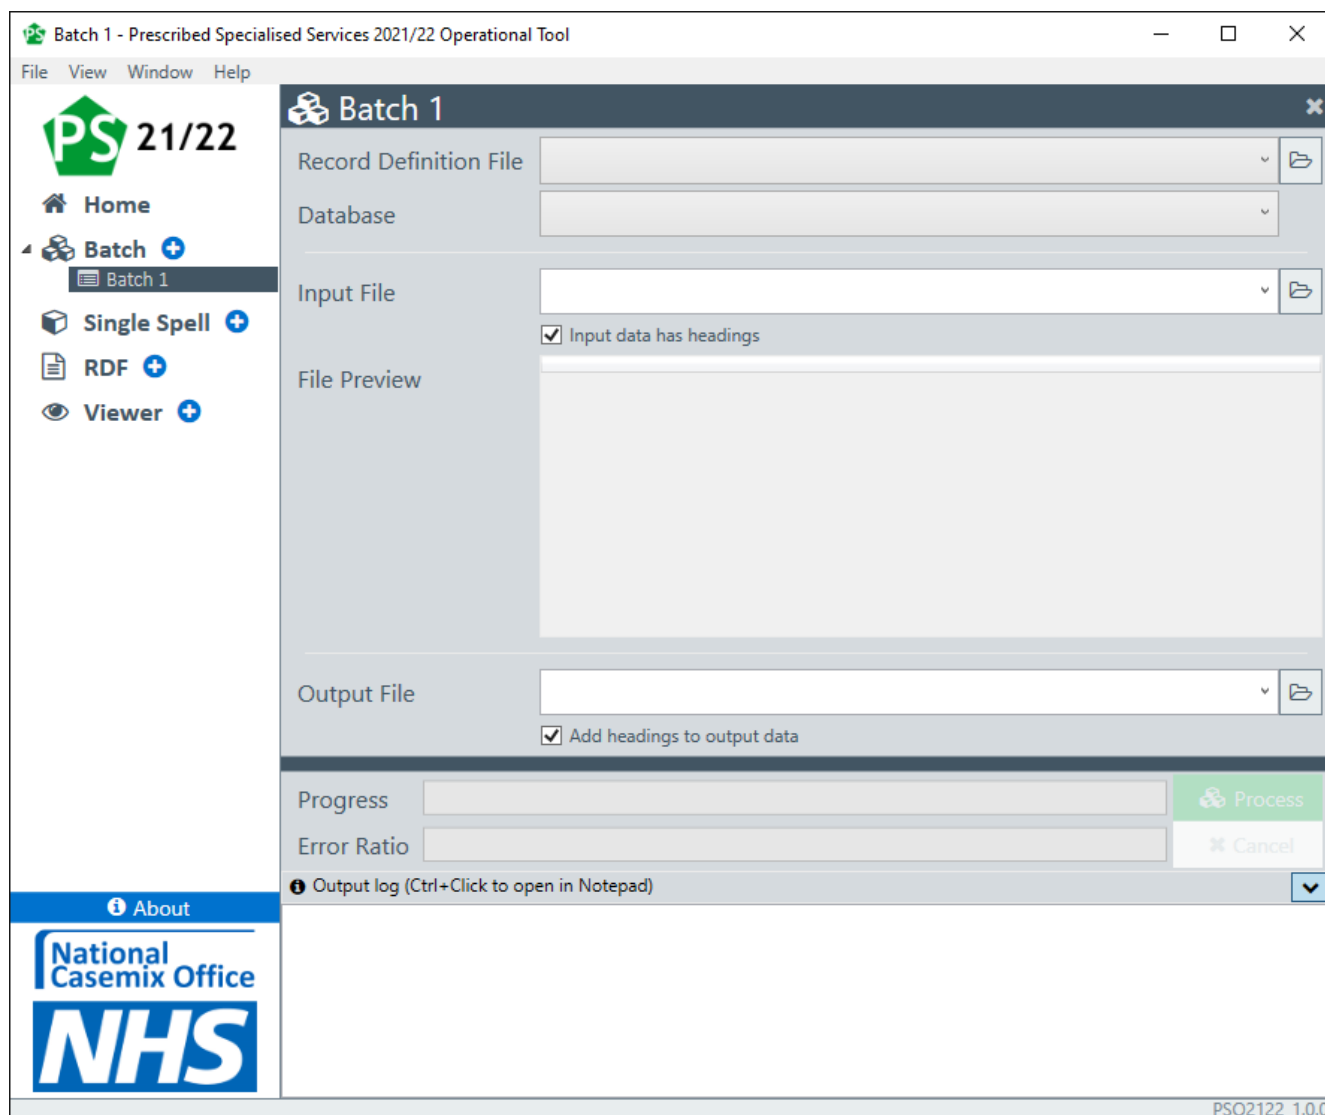 Batch 1 - Prescribed Specialised Services 2021/22 Operational Tool
File View Window Help
PS 21/22
Home
Batch
Batch 1
Single Spell
RDF
Viewer
About
National
Casemix Office
NHS
Batch 1
Record Definition File
Database
Input File
Input data has headings
File Preview
Output File
Add headings to output data
Progress
Process
Error Ratio
Cancel
Output log (Ctrl+Click to open in Notepad)
PSO2122 1.0.0